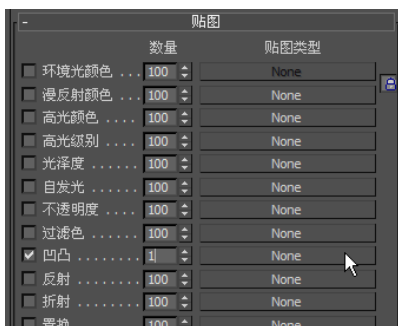 - 贴图
数量 贴图类型
环境光颜色 ... 100 None
漫反射颜色 ... 100 None
高光颜色 .... 100 None
高光级别 .... 100 None
光泽度 ...... 100 None
自发光 ...... 100 None
不透明度 .... 100 None
过滤色 ...... 100 None
凹凸 ........ 1 None
反射 ........ 100 None
折射 ........ 100 None
置换 ........ 100 None